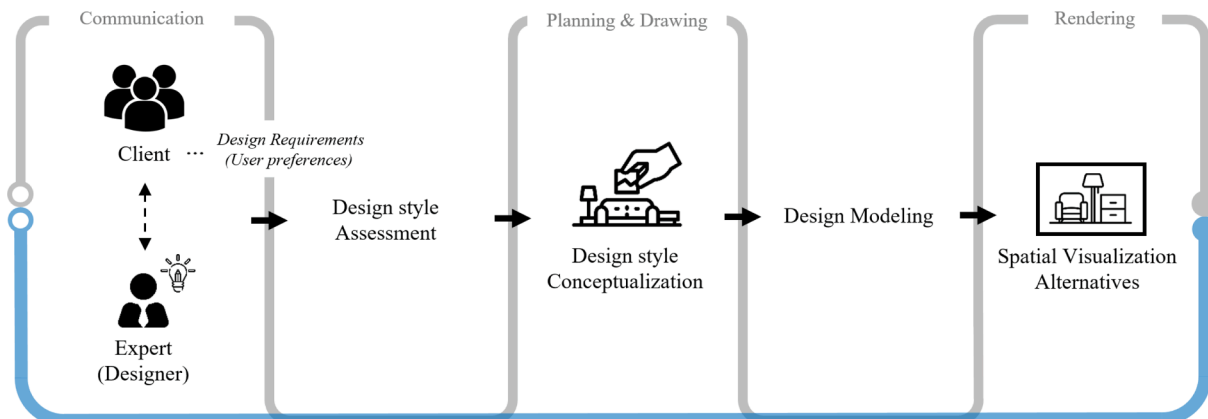 Communication
Planning & Drawing
Rendering
Client
...
Design Requirements
(User preferences)
Expert
(Designer)
Design style
Assessment
Design style
Conceptualization
Design Modeling
Spatial Visualization
Alternatives